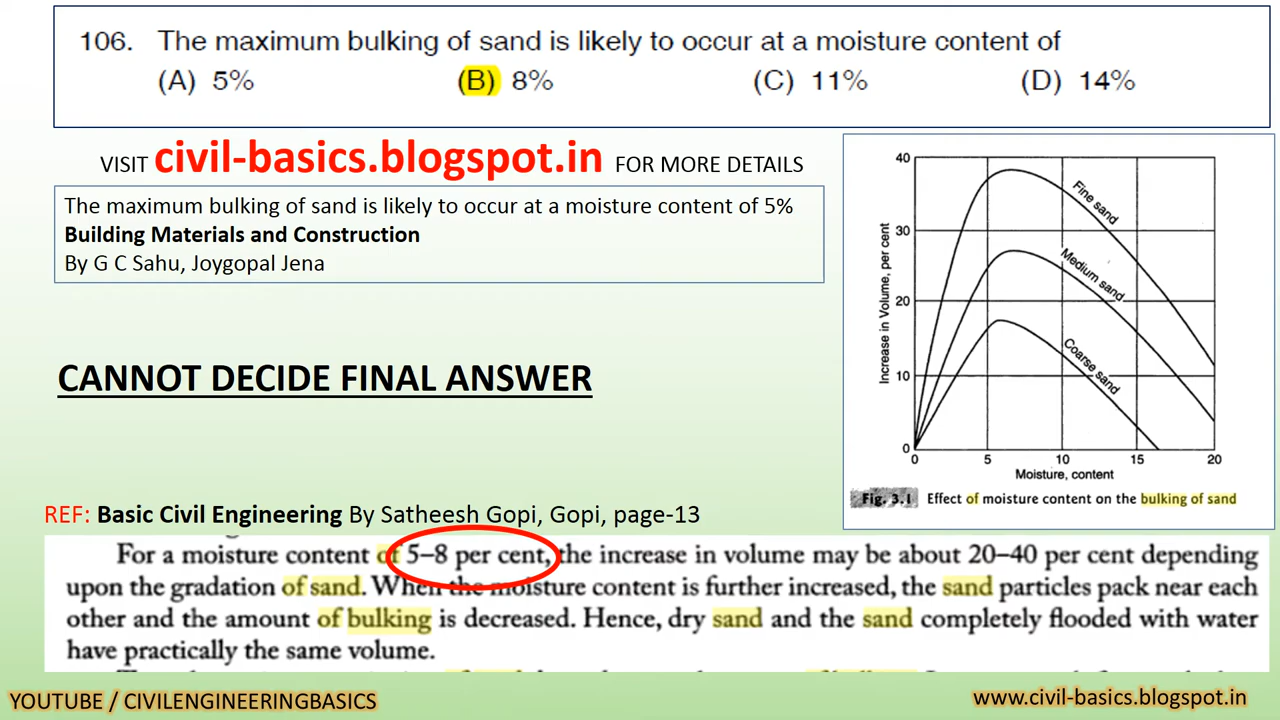 106. The maximum bulking of sand is likely to occur at a moisture content of
(A) 5% (B) 8% (C) 11% (D) 14%
VISIT civil-basics.blogspot.in FOR MORE DETAILS
The maximum bulking of sand is likely to occur at a moisture content of 5%
Building Materials and Construction
By G C Sahu, Joygopal Jena
CANNOT DECIDE FINAL ANSWER
40
30
20
10
0
Increase in Volume, per cent
Fine sand
Medium sand
Coarse sand
0 5 10 15 20
Moisture, content
Fig. 3.1 Effect of moisture content on the bulking of sand
REF: Basic Civil Engineering By Satheesh Gopi, Gopi, page-13
For a moisture content of 5–8 per cent, the increase in volume may be about 20–40 per cent depending
upon the gradation of sand. When the moisture content is further increased, the sand particles pack near each
other and the amount of bulking is decreased. Hence, dry sand and the sand completely flooded with water
have practically the same volume.
YOUTUBE / CIVILENGINEERINGBASICS
www.civil-basics.blogspot.in